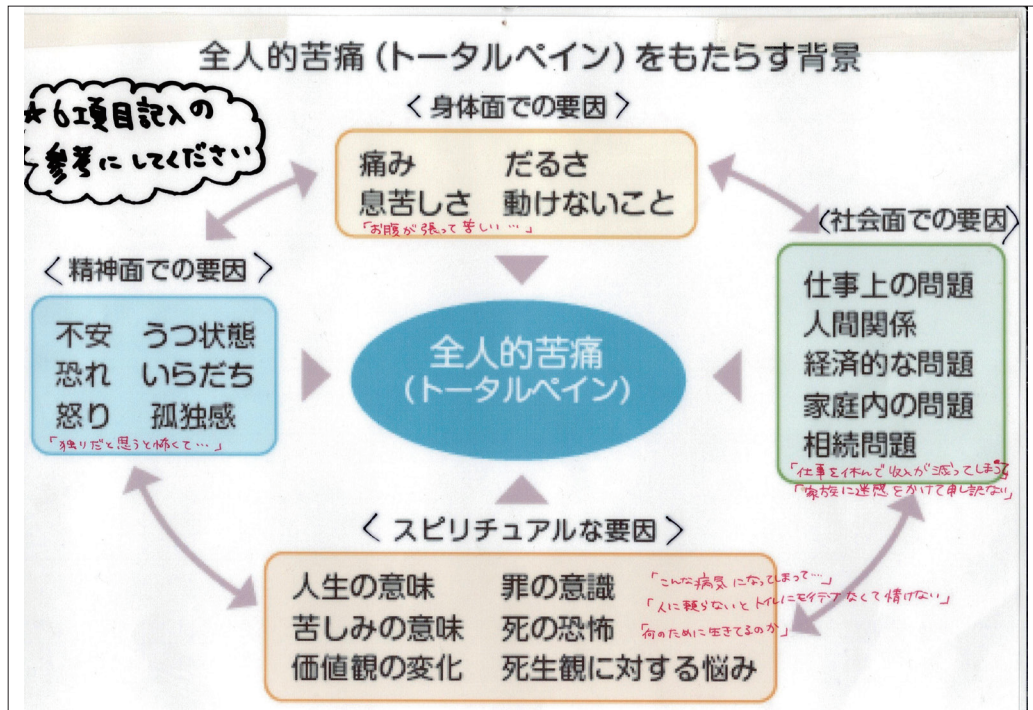 全人的苦痛(トータルペイン)をもたらす背景
☆6項目記入の
参考にしてください
〈身体面での要因〉
痛み だるさ
息苦しさ 動けないこと
「お腹が張って苦しい…」
〈社会面での要因〉
仕事上の問題
人間関係
経済的な問題
家庭内の問題
相続問題
「仕事を休んで収入が減ってしまう」
「家族に迷惑をかけて申し訳ない」
〈精神面での要因〉
不安 うつ状態
恐れ いらだち
怒り 孤独感
「独りだと思うと怖くて…」
全人的苦痛
(トータルペイン)
〈スピリチュアルな要因〉
人生の意味 罪の意識
苦しみの意味 死の恐怖
価値観の変化 死生観に対する悩み
「こんな病気になってしまって…」
「人に頼らないとトイレにもイテナなくて情けない」
「何のために生きてるのか」